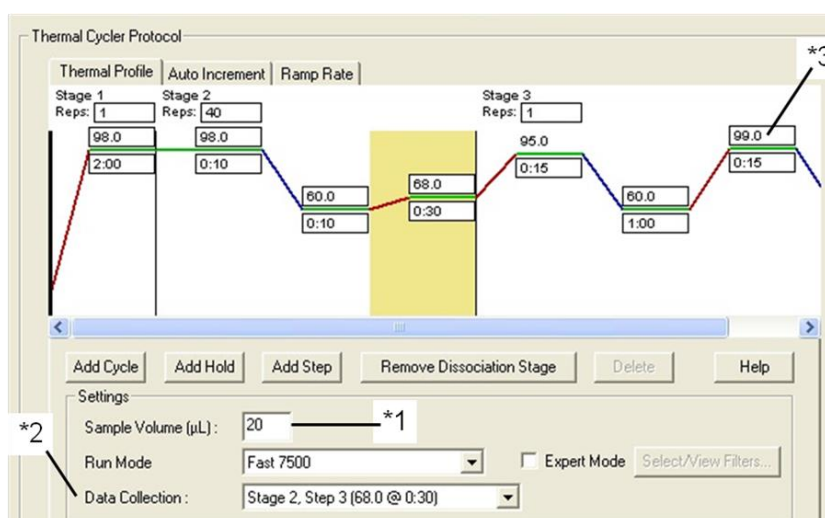 Thermal Cycler Protocol
*3
Thermal Profile Auto Increment Ramp Rate
Stage 1 Stage 2 Stage 3
Reps: 1 Reps: 40 Reps: 1
98.0 98.0 95.0 99.0
2:00 0:10 0:15 0:15
60.0 68.0 60.0
0:10 0:30 1:00
Add Cycle Add Hold Add Step Remove Dissociation Stage Delete Help
Settings
*2
Sample Volume (µL) : 20 *1
Run Mode Fast 7500 Expert Mode Select/View Filters...
Data Collection : Stage 2, Step 3 (68.0 @ 0:30)